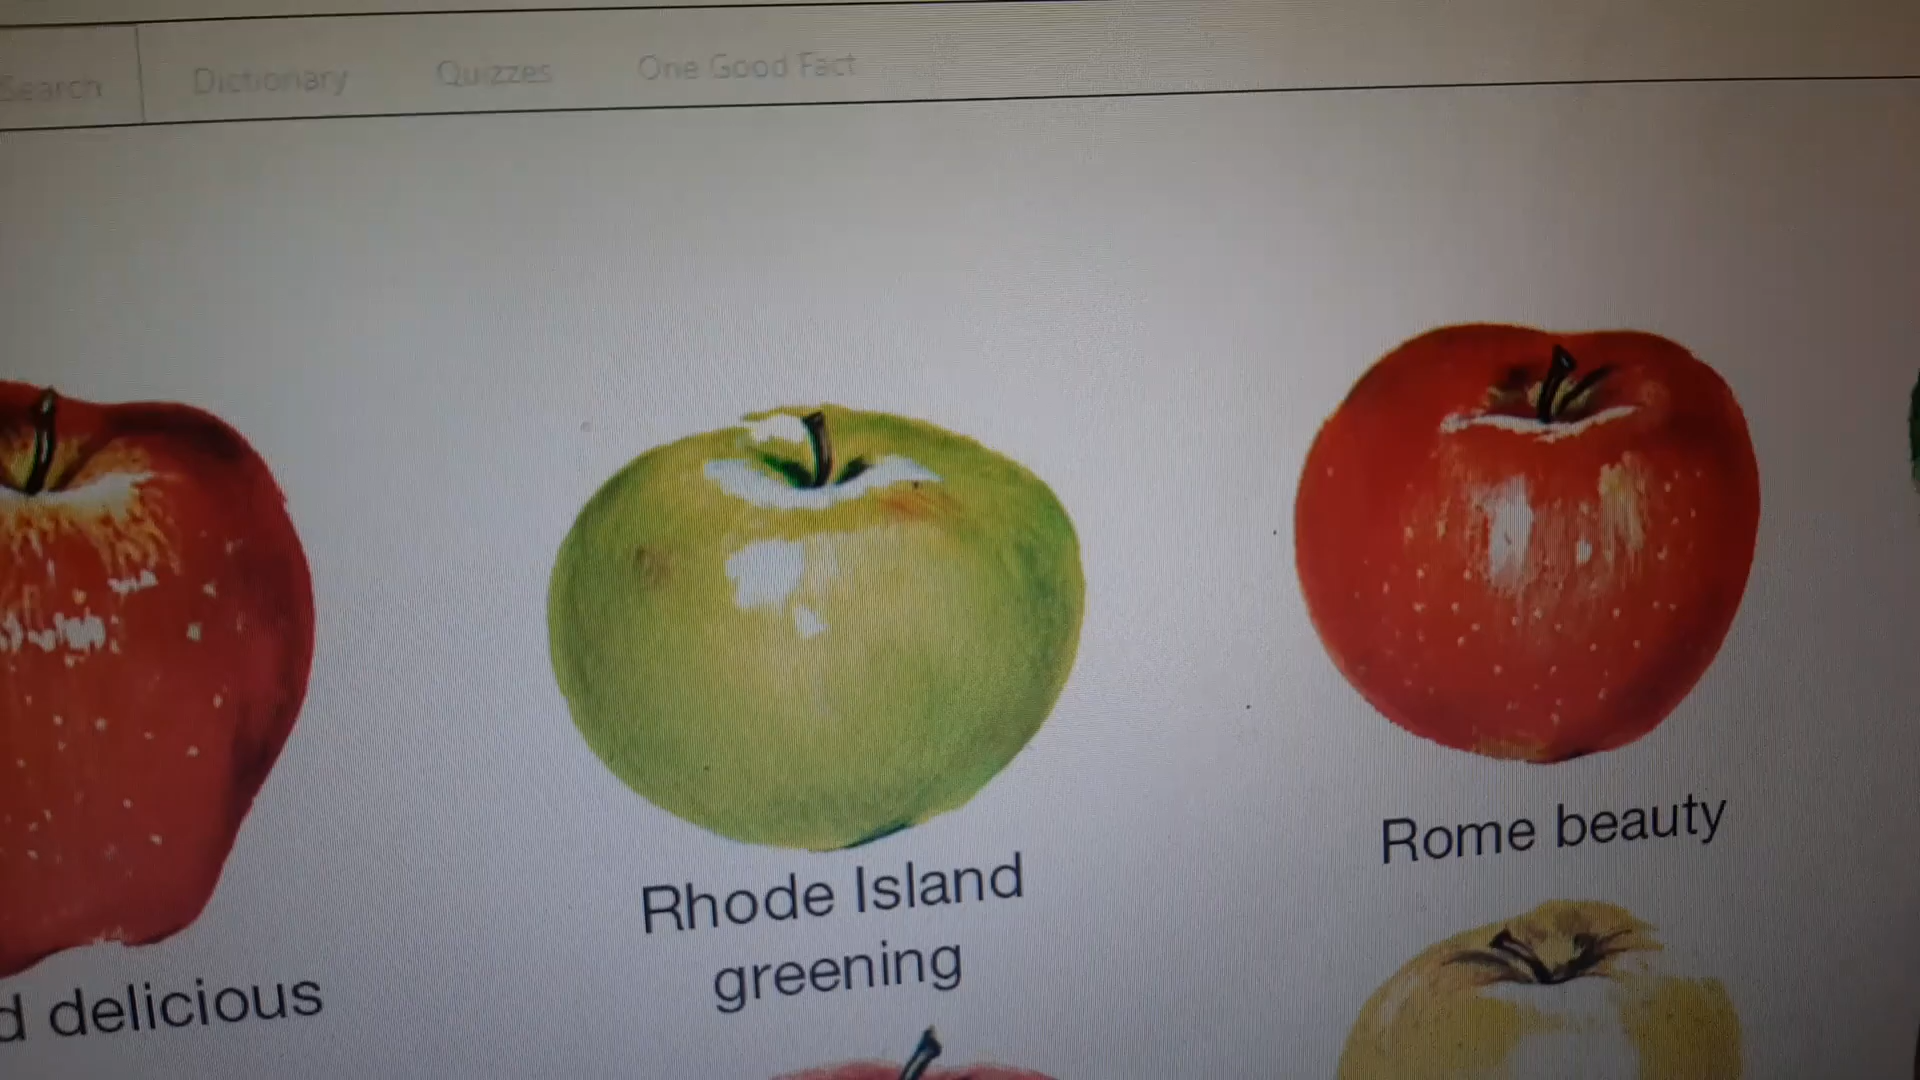 Search Dictionary Quizzes One Good Fact
Rome beauty
Rhode Island
greening
d delicious